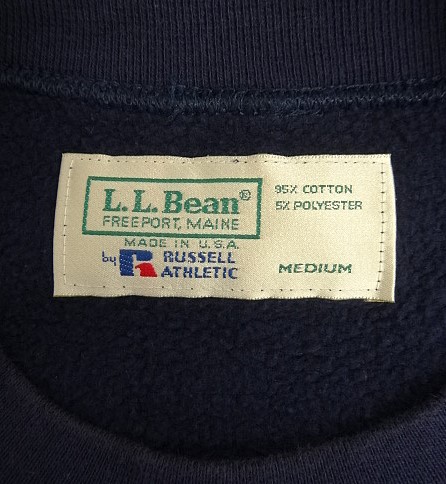 L.L.Bean®
FREEPORT, MAINE
MADE IN U.S.A.
by RUSSELL
ATHLETIC
95% COTTON
5% POLYESTER
MEDIUM